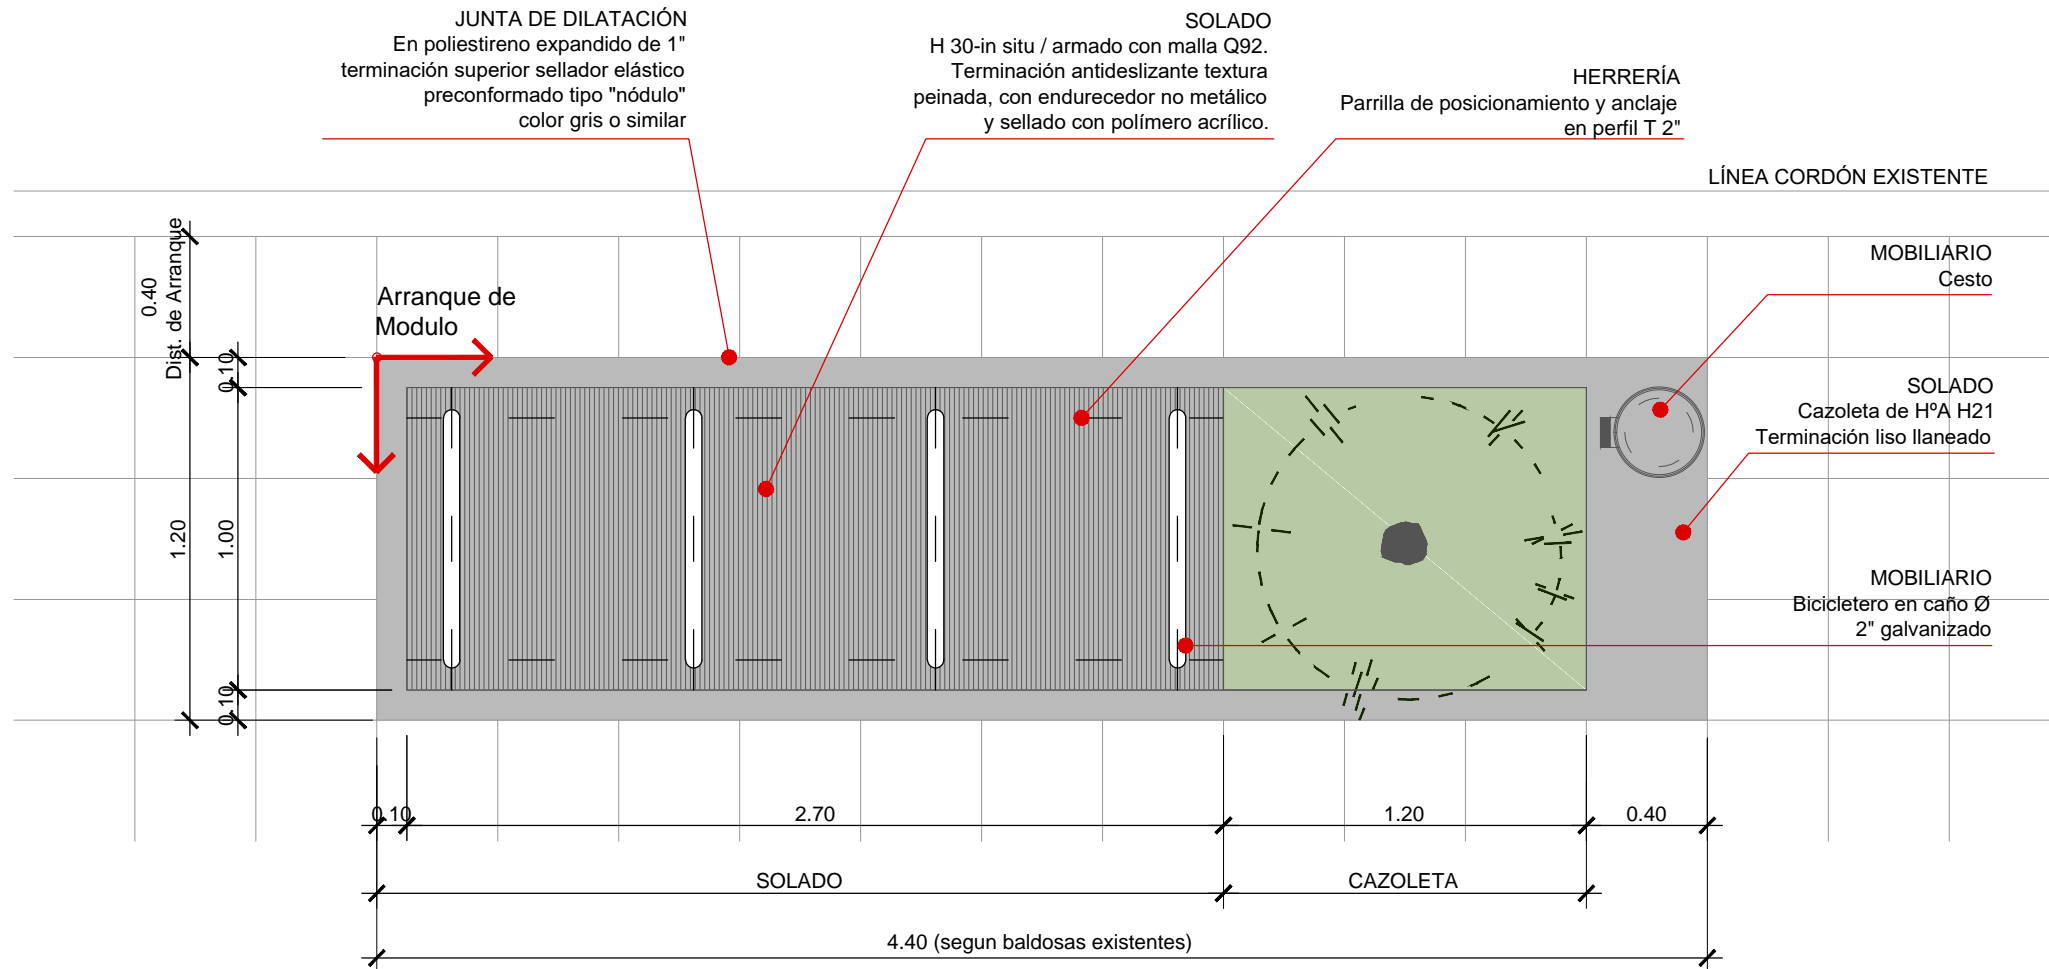 JUNTA DE DILATACIÓN
En poliestireno expandido de 1"
terminación superior sellador elástico
preconformado tipo "nódulo"
color gris o similar
SOLADO
H 30-in situ / armado con malla Q92.
Terminación antideslizante textura
peinada, con endurecedor no metálico
y sellado con polímero acrílico.
HERRERÍA
Parrilla de posicionamiento y anclaje
en perfil T 2"
LÍNEA CORDÓN EXISTENTE
MOBILIARIO
Cesto
SOLADO
Cazoleta de HºA H21
Terminación liso llaneado
MOBILIARIO
Bicicletero en caño Ø
2" galvanizado
Arranque de
Modulo
0.40
Dist. de Arranque
0.10
1.20
1.00
0.10
0.10
2.70
1.20
0.40
SOLADO
CAZOLETA
4.40 (segun baldosas existentes)